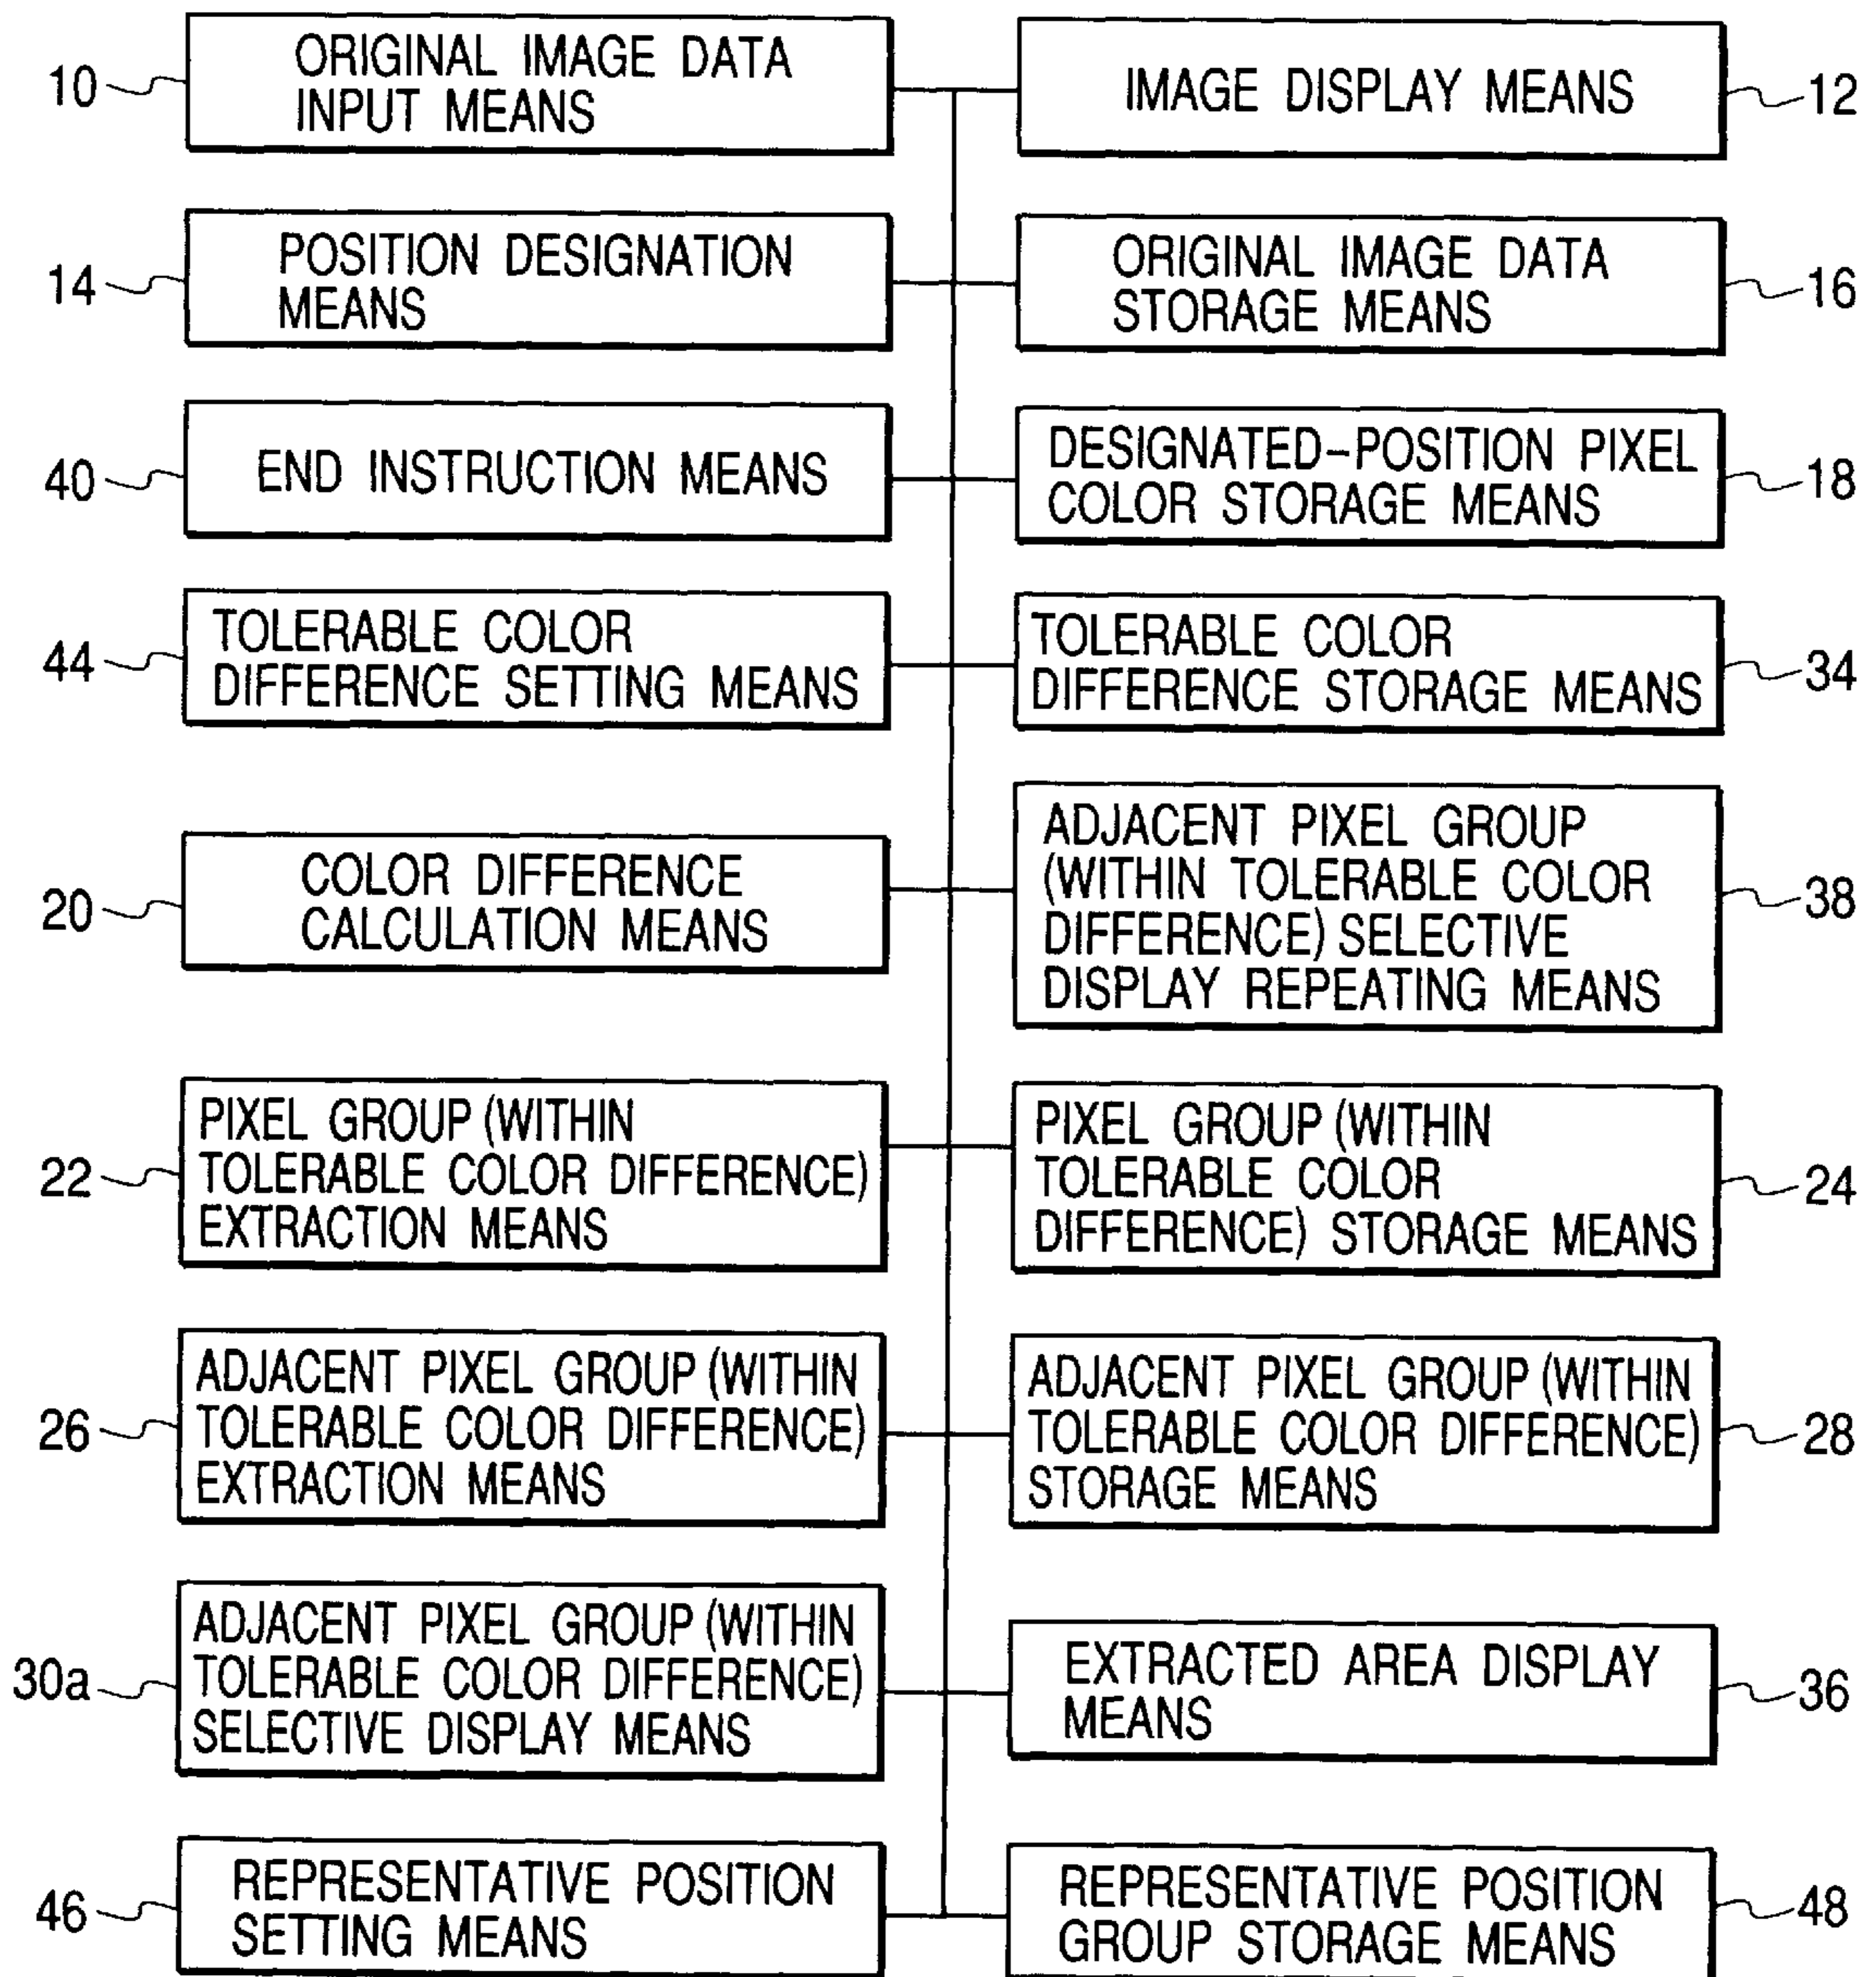 10
ORIGINAL IMAGE DATA
INPUT MEANS
IMAGE DISPLAY MEANS
12
14
POSITION DESIGNATION
MEANS
ORIGINAL IMAGE DATA
STORAGE MEANS
16
40
END INSTRUCTION MEANS
DESIGNATED-POSITION PIXEL
COLOR STORAGE MEANS
18
44
TOLERABLE COLOR
DIFFERENCE SETTING MEANS
TOLERABLE COLOR
DIFFERENCE STORAGE MEANS
34
20
COLOR DIFFERENCE
CALCULATION MEANS
ADJACENT PIXEL GROUP
(WITHIN TOLERABLE COLOR
DIFFERENCE) SELECTIVE
DISPLAY REPEATING MEANS
38
22
PIXEL GROUP (WITHIN
TOLERABLE COLOR DIFFERENCE)
EXTRACTION MEANS
PIXEL GROUP (WITHIN
TOLERABLE COLOR
DIFFERENCE) STORAGE MEANS
24
26
ADJACENT PIXEL GROUP (WITHIN
TOLERABLE COLOR DIFFERENCE)
EXTRACTION MEANS
ADJACENT PIXEL GROUP (WITHIN
TOLERABLE COLOR DIFFERENCE)
STORAGE MEANS
28
30a
ADJACENT PIXEL GROUP (WITHIN
TOLERABLE COLOR DIFFERENCE)
SELECTIVE DISPLAY MEANS
EXTRACTED AREA DISPLAY
MEANS
36
46
REPRESENTATIVE POSITION
SETTING MEANS
REPRESENTATIVE POSITION
GROUP STORAGE MEANS
48